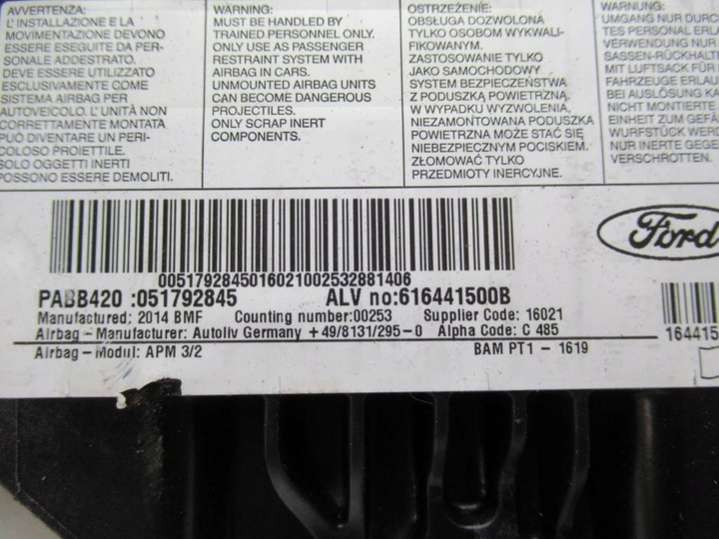 AVVERTENZA:
L'INSTALLAZIONE E LA
MOVIMENTAZIONE DEVONO
ESSERE ESEGUITE DA PER-
SONALE ADDESTRATO.
DEVE ESSERE UTILIZZATO
ESCLUSIVAMENTE COME
SISTEMA AIRBAG PER
AUTOVEICOLO. L'UNITÀ NON
CORRETTAMENTE MONTATA
PUÒ DIVENTARE UN PERI-
COLOSO PROIETTILE.
SOLO OGGETTI INERTI
POSSONO ESSERE DEMOLITI.
WARNING:
MUST BE HANDLED BY
TRAINED PERSONNEL ONLY.
ONLY USE AS PASSENGER
RESTRAINT SYSTEM WITH
AIRBAG IN CARS.
UNMOUNTED AIRBAG UNITS
CAN BECOME DANGEROUS
PROJECTILES.
ONLY SCRAP INERT
COMPONENTS.
OSTRZEŻENIE:
OBSŁUGA DOZWOLONA
TYLKO OSOBOM WYKWALI-
FIKOWANYM.
ZASTOSOWANIE TYLKO
JAKO SAMOCHODOWY
SYSTEM BEZPIECZEŃSTWA
Z PODUSZKĄ POWIETRZNĄ.
W WYPADKU WYZWOLENIA,
NIEZAMONTOWANA PODUSZKA
POWIETRZNA MOŻE STAĆ SIĘ
NIEBEZPIECZNYM POCISKIEM.
ZŁOMOWAĆ TYLKO
PRZEDMIOTY INERCYJNE.
WARNUNG:
UMGANG NUR DURC
TES PERSONAL ERLA
VERWENDUNG NUR
SASSEN-RÜCKHALTE
MIT LUFTSACK FÜR
FAHRZEUGE ERLAU
BEI AUSLÖSUNG KA
NICHT MONTIERTE
EINHEIT ZUM GEFÄ
WURFSTÜCK WERD
NUR INERTE GEGE
VERSCHROTTEN.
Ford
0051792845016021002532881406
PABB420 :051792845 ALV no:616441500B
Manufactured: 2014 BMF Counting number:00253 Supplier Code: 16021
Airbag - Manufacturer: Autoliv Germany +49/8131/295-0 Alpha Code: C 485
Airbag - Modul: APM 3/2 BAM PT1 - 1619
164415